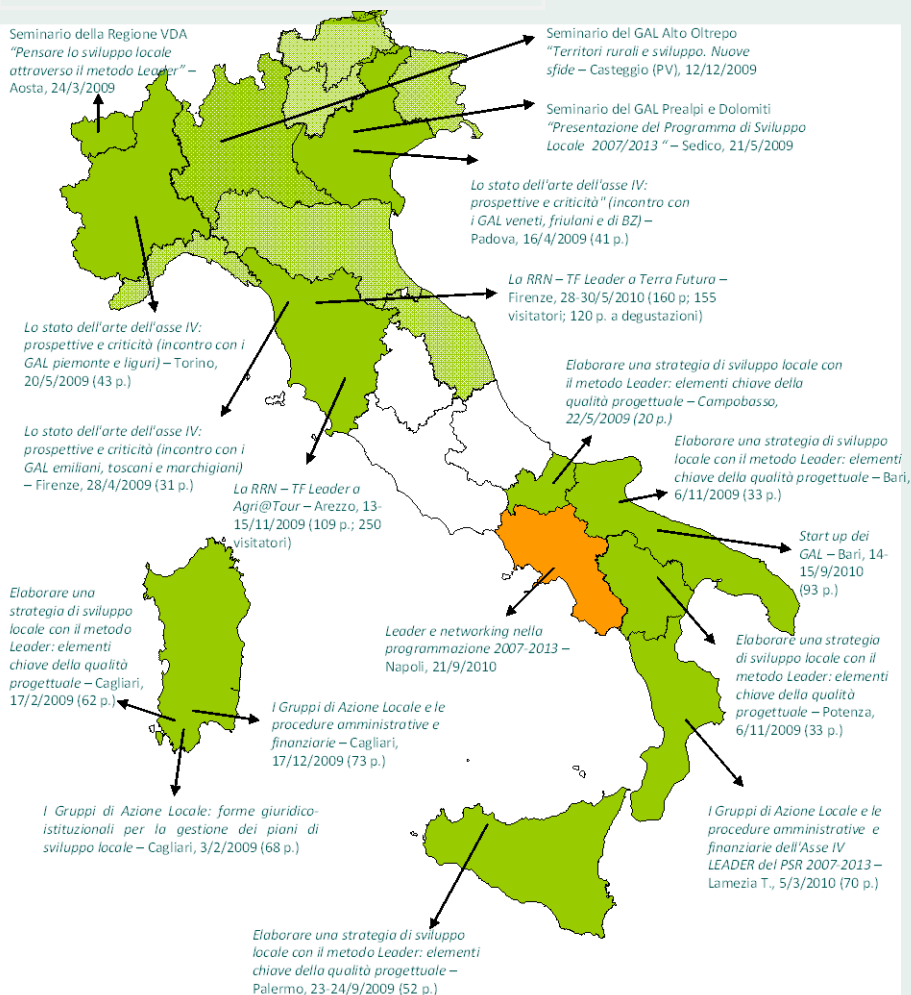 Seminario della Regione VDA
"Pensare lo sviluppo locale
attraverso il metodo Leader" –
Aosta, 24/3/2009
Seminario del GAL Alto Oltrepo
"Territori rurali e sviluppo. Nuove
sfide – Casteggio (PV), 12/12/2009
Seminario del GAL Prealpi e Dolomiti
"Presentazione del Programma di Sviluppo
Locale 2007/2013 " – Sedico, 21/5/2009
Lo stato dell'arte dell'asse IV:
prospettive e criticità" (incontro con
i GAL veneti, friulani e di BZ) –
Padova, 16/4/2009 (41 p.)
La RRN – TF Leader a Terra Futura –
Firenze, 28-30/5/2010 (160 p; 155
visitatori; 120 p. a degustazioni)
Lo stato dell'arte dell'asse IV:
prospettive e criticità (incontro con i
GAL piemonte e liguri) – Torino,
20/5/2009 (43 p.)
Elaborare una strategia di sviluppo locale con
il metodo Leader: elementi chiave della
qualità progettuale – Campobasso,
22/5/2009 (20 p.)
Lo stato dell'arte dell'asse IV:
prospettive e criticità (incontro con i
GAL emiliani, toscani e marchigiani)
– Firenze, 28/4/2009 (31 p.)
Elaborare una strategia di sviluppo
locale con il metodo Leader: elementi
chiave della qualità progettuale – Bari,
6/11/2009 (33 p.)
La RRN – TF Leader a
Agri@Tour – Arezzo, 13-
15/11/2009 (109 p.; 250
visitatori)
Start up dei
GAL – Bari, 14-
15/9/2010
(93 p.)
Elaborare una
strategia di sviluppo
locale con il metodo
Leader: elementi
chiave della qualità
progettuale – Cagliari,
17/2/2009 (62 p.)
Leader e networking nella
programmazione 2007-2013 –
Napoli, 21/9/2010
Elaborare una strategia
di sviluppo locale con il
metodo Leader: elementi
chiave della qualità
progettuale – Potenza,
6/11/2009 (33 p.)
I Gruppi di Azione Locale e le
procedure amministrative e
finanziarie – Cagliari,
17/12/2009 (73 p.)
I Gruppi di Azione Locale: forme giuridico-
istituzionali per la gestione dei piani di
sviluppo locale – Cagliari, 3/2/2009 (68 p.)
I Gruppi di Azione Locale e le
procedure amministrative e
finanziarie dell'Asse IV
LEADER del PSR 2007-2013 –
Lamezia T., 5/3/2010 (70 p.)
Elaborare una strategia di sviluppo
locale con il metodo Leader: elementi
chiave della qualità progettuale –
Palermo, 23-24/9/2009 (52 p.)